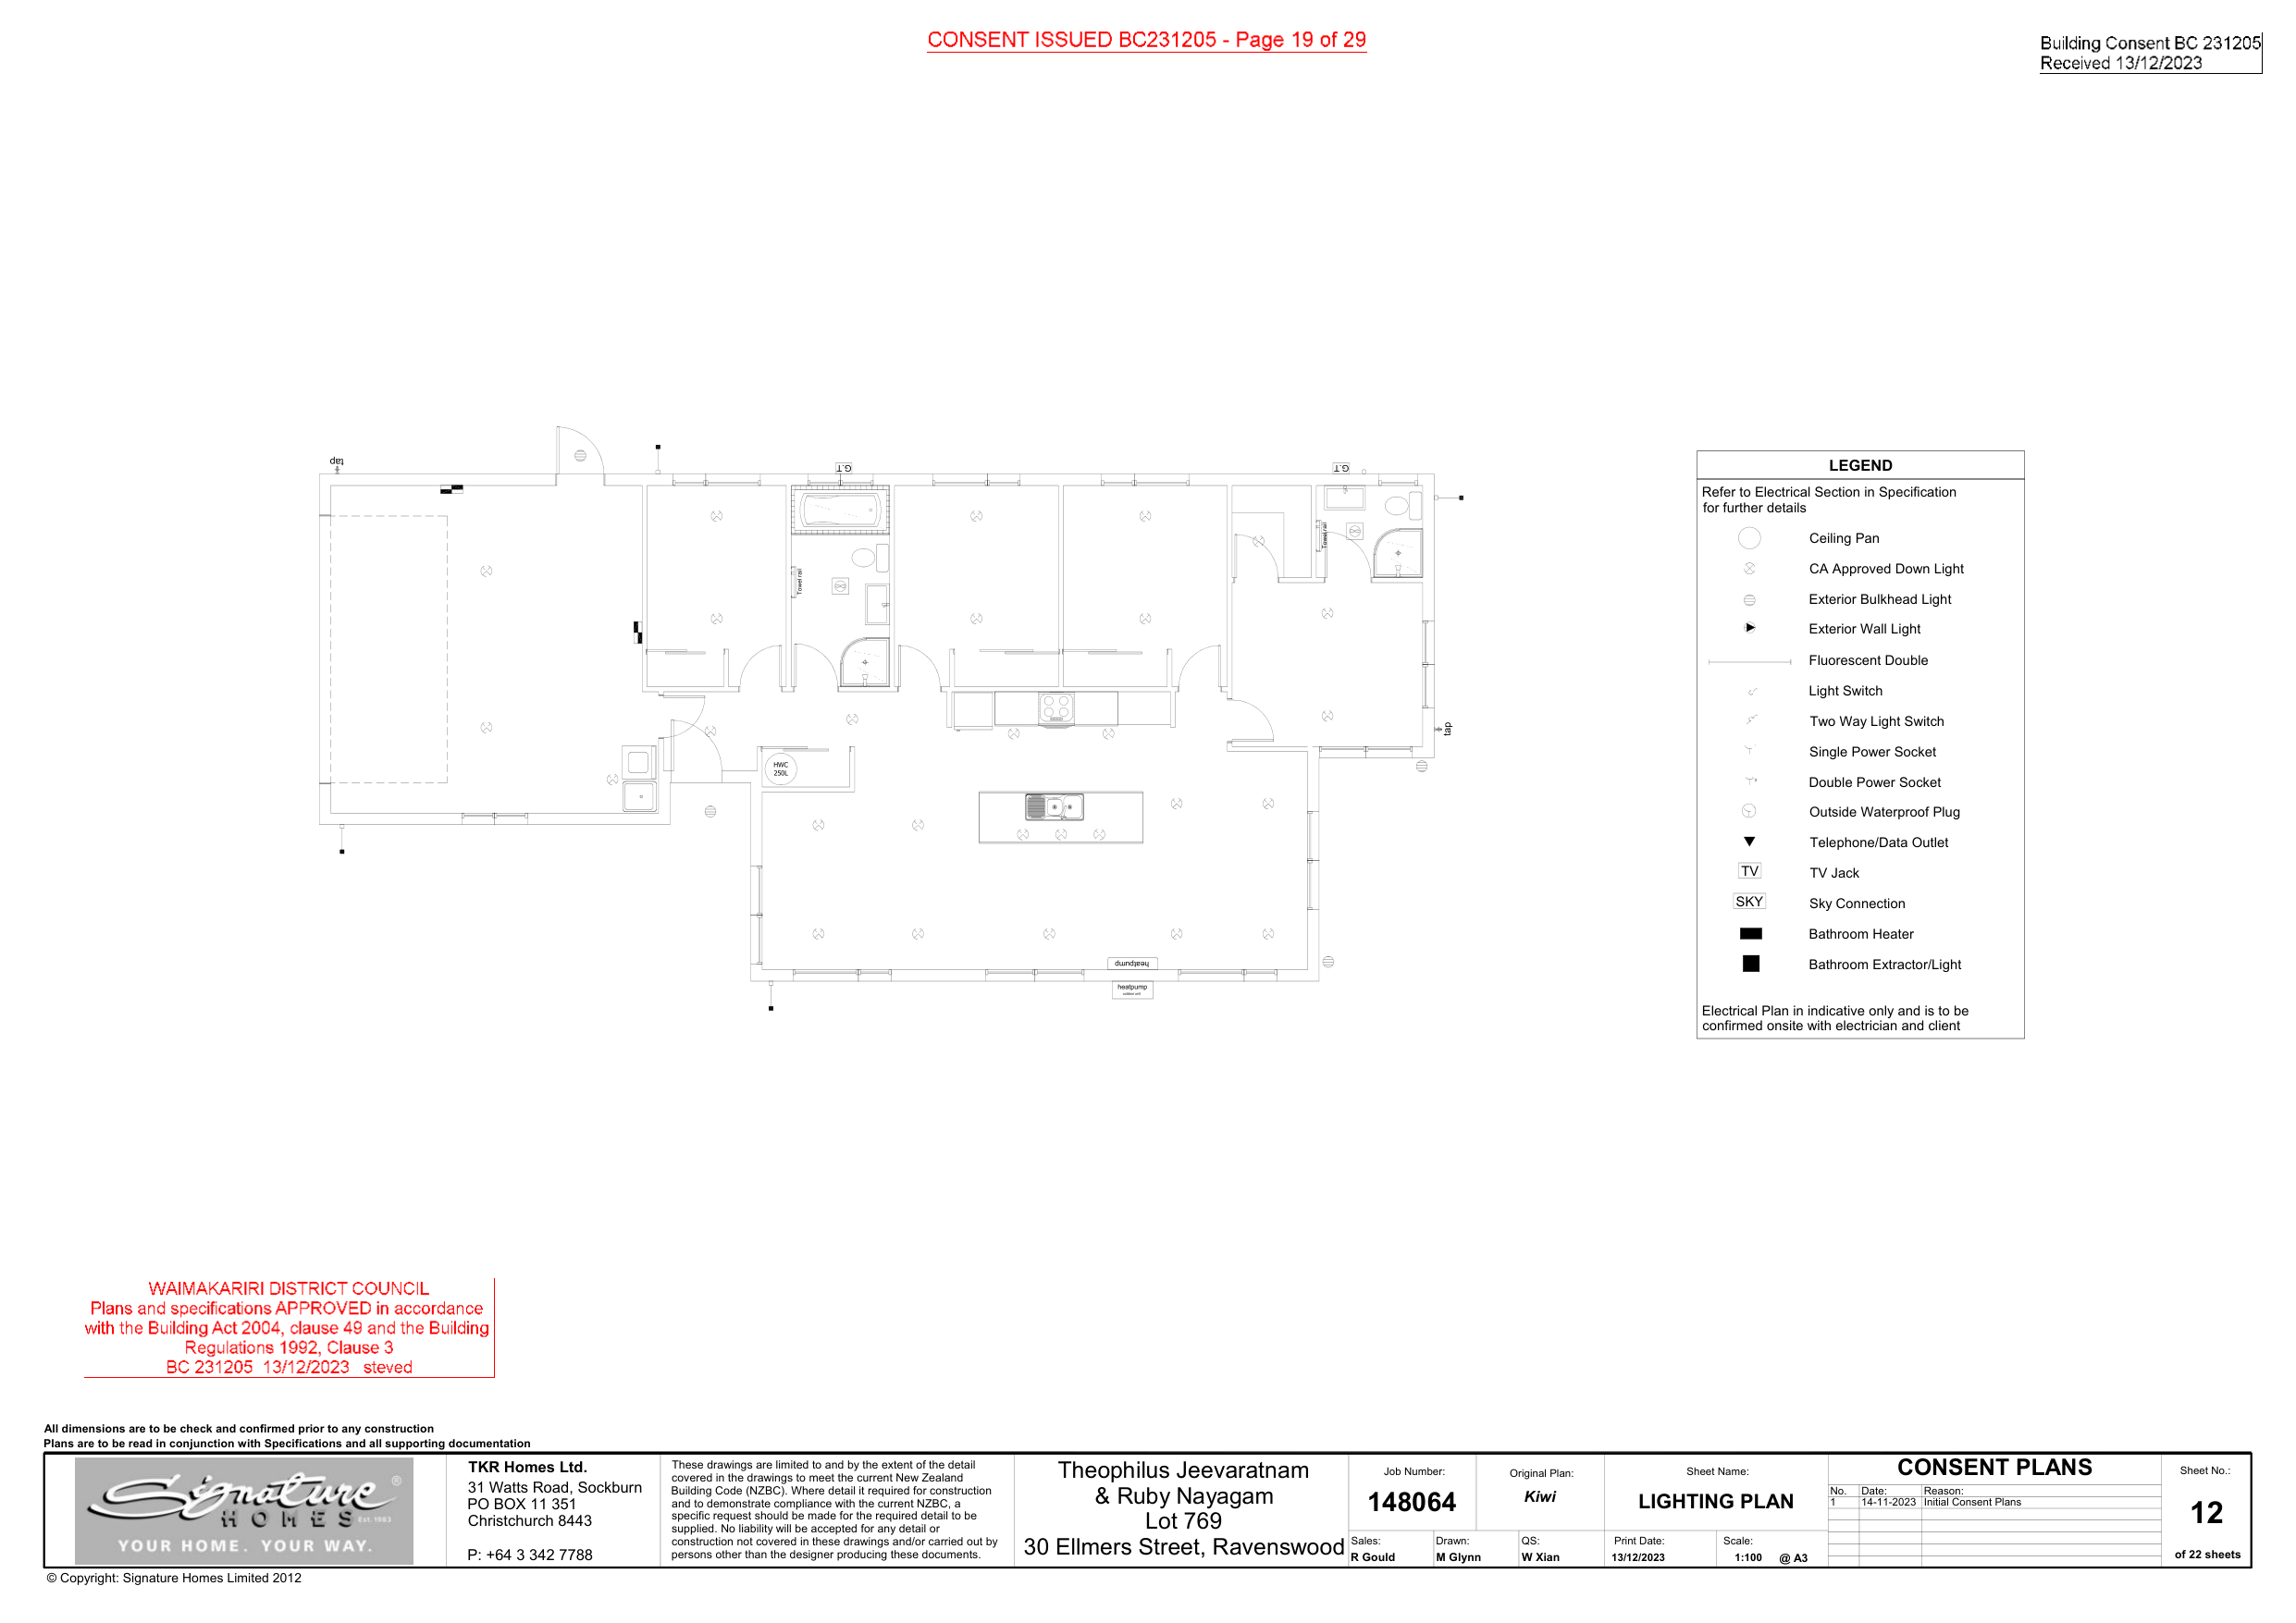 CONSENT ISSUED BC231205 - Page 19 of 29
Building Consent BC 231205
Received 13/12/2023
tap
G.T
G.T
Towel rail
Towel rail
tap
HWC
250L
heatpump
heatpump
LEGEND
Refer to Electrical Section in Specification
for further details
Ceiling Pan
CA Approved Down Light
Exterior Bulkhead Light
Exterior Wall Light
Fluorescent Double
Light Switch
Two Way Light Switch
Single Power Socket
Double Power Socket
Outside Waterproof Plug
Telephone/Data Outlet
TV TV Jack
SKY Sky Connection
Bathroom Heater
Bathroom Extractor/Light
Electrical Plan in indicative only and is to be
confirmed onsite with electrician and client
WAIMAKARIRI DISTRICT COUNCIL
Plans and specifications APPROVED in accordance
with the Building Act 2004, clause 49 and the Building
Regulations 1992, Clause 3
BC 231205 13/12/2023 steved
All dimensions are to be check and confirmed prior to any construction
Plans are to be read in conjunction with Specifications and all supporting documentation
Signature ®
HOMES Est. 1983
YOUR HOME. YOUR WAY.
TKR Homes Ltd.
31 Watts Road, Sockburn
PO BOX 11 351
Christchurch 8443
P: +64 3 342 7788
These drawings are limited to and by the extent of the detail
covered in the drawings to meet the current New Zealand
Building Code (NZBC). Where detail it required for construction
and to demonstrate compliance with the current NZBC, a
specific request should be made for the required detail to be
supplied. No liability will be accepted for any detail or
construction not covered in these drawings and/or carried out by
persons other than the designer producing these documents.
Theophilus Jeevaratnam
& Ruby Nayagam
Lot 769
30 Ellmers Street, Ravenswood
Job Number:
148064
Original Plan:
Kiwi
Sheet Name:
LIGHTING PLAN
Sales:
R Gould
Drawn:
M Glynn
QS:
W Xian
Print Date:
13/12/2023
Scale:
1:100 @ A3
CONSENT PLANS
No. Date: Reason:
1 14-11-2023 Initial Consent Plans
Sheet No.:
12
of 22 sheets
© Copyright: Signature Homes Limited 2012